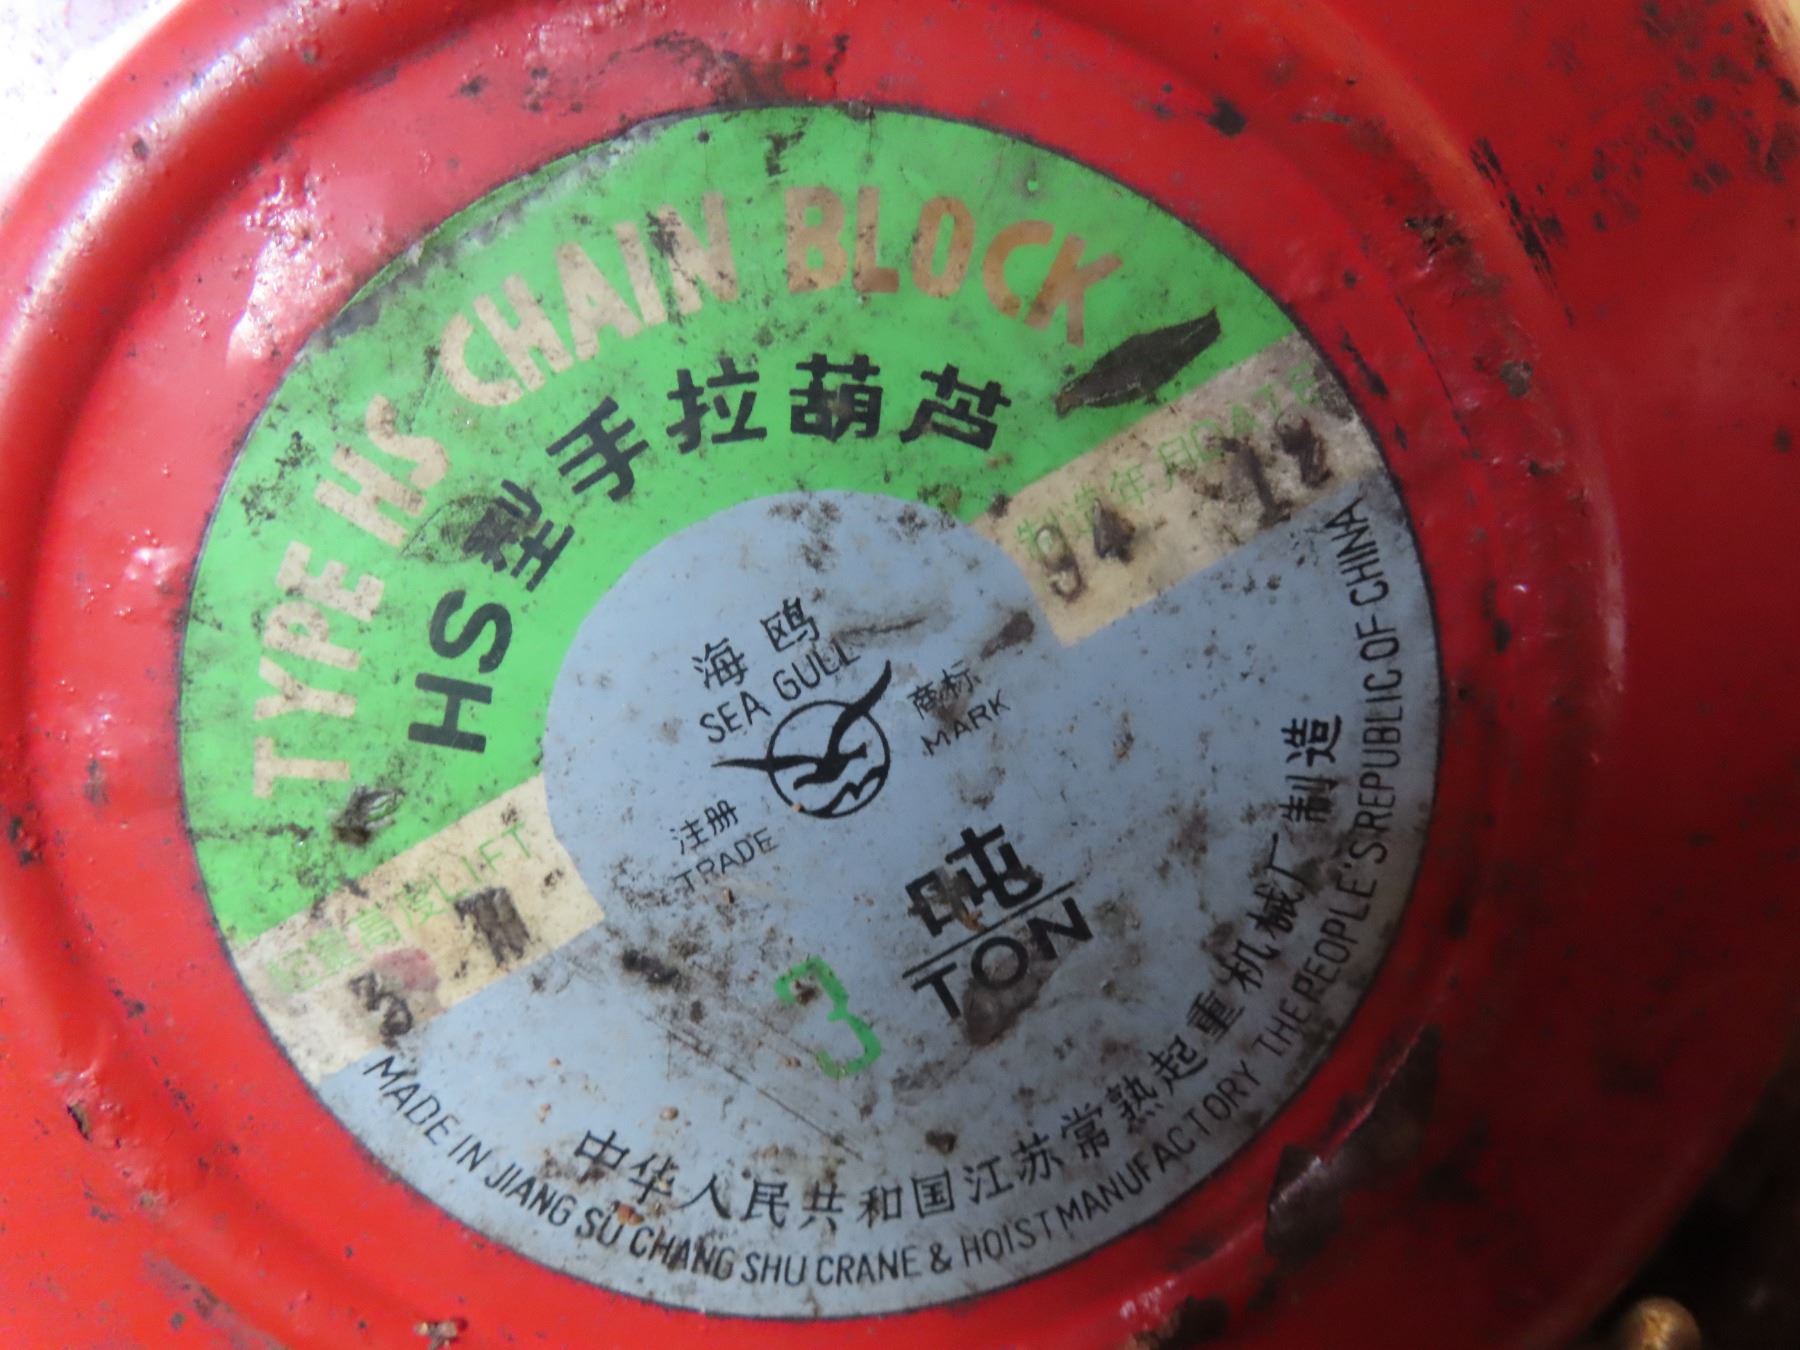 TYPE HS CHAIN BLOCK
HS型手拉葫芦
制造年月DATE
94 12
海鸥
SEA GULL
商标
MARK
注册
TRADE
起重高度LIFT
3 M
吨
TON
3
中华人民共和国江苏常熟起重机械厂制造
MADE IN JIANG SU CHANG SHU CRANE & HOIST MANUFACTORY THE PEOPLE'S REPUBLIC OF CHINA